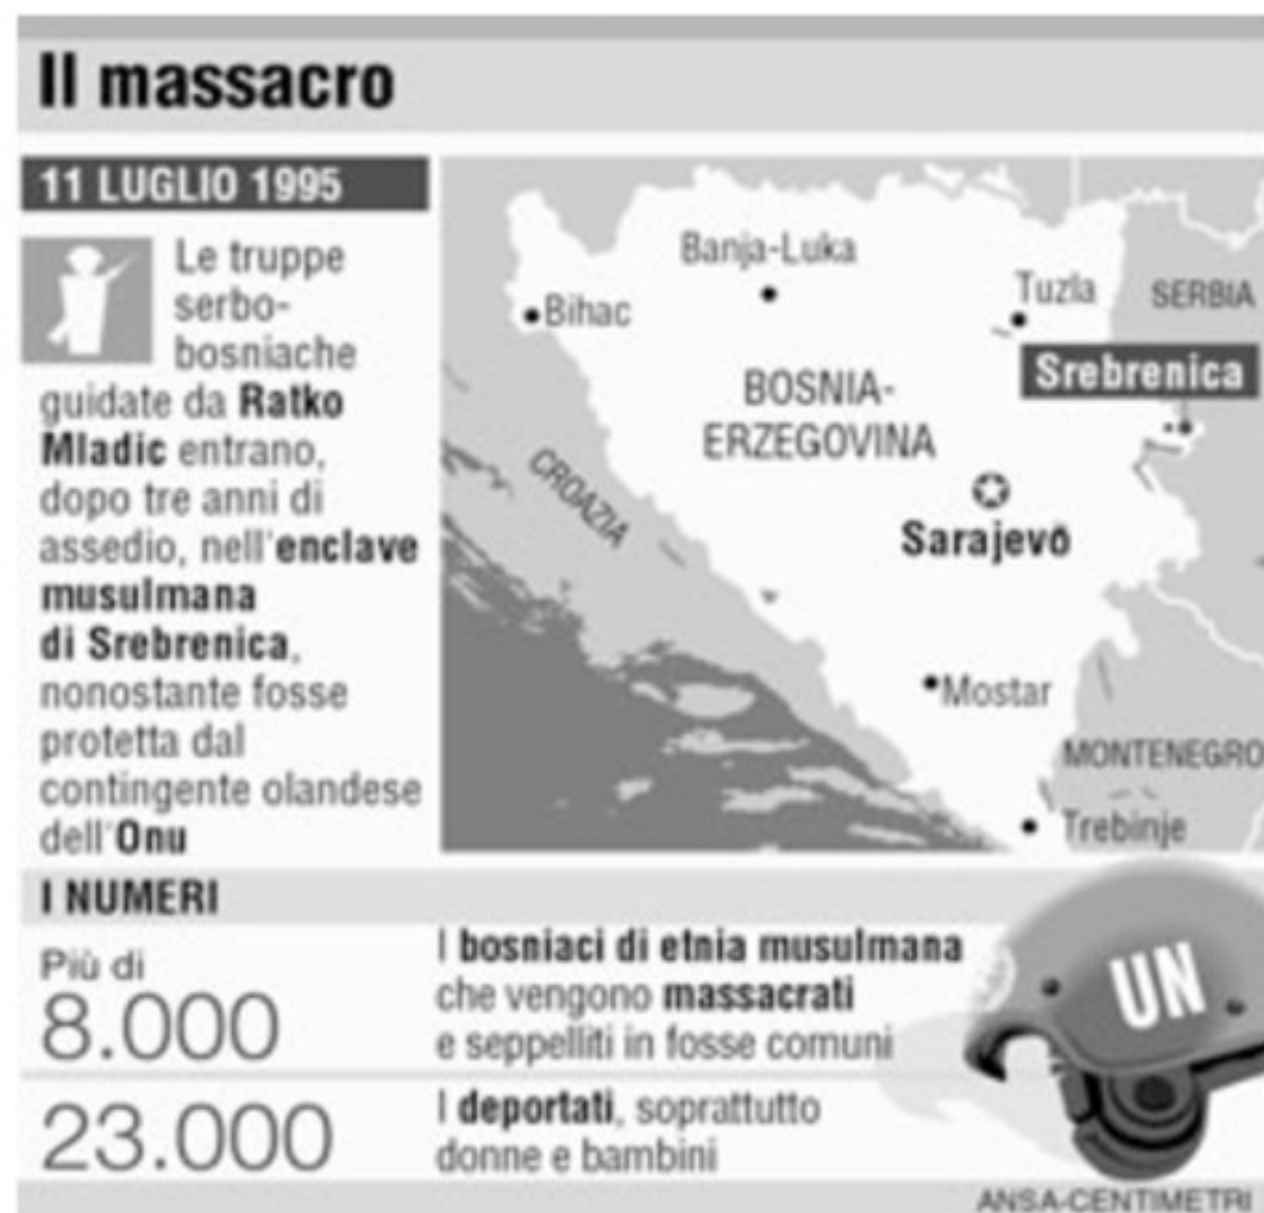 Il massacro
11 LUGLIO 1995
Le truppe
serbo-
bosniache
guidate da Ratko
Mladic entrano,
dopo tre anni di
assedio, nell'enclave
musulmana
di Srebrenica,
nonostante fosse
protetta dal
contingente olandese
dell'Onu
Banja-Luka
Bihac
Tuzla
SERBIA
Srebrenica
BOSNIA-
ERZEGOVINA
CROAZIA
Sarajevo
Mostar
MONTENEGRO
Trebinje
I NUMERI
Più di
8.000
I bosniaci di etnia musulmana
che vengono massacrati
e seppelliti in fosse comuni
23.000
I deportati, soprattutto
donne e bambini
UN
ANSA-CENTIMETRI